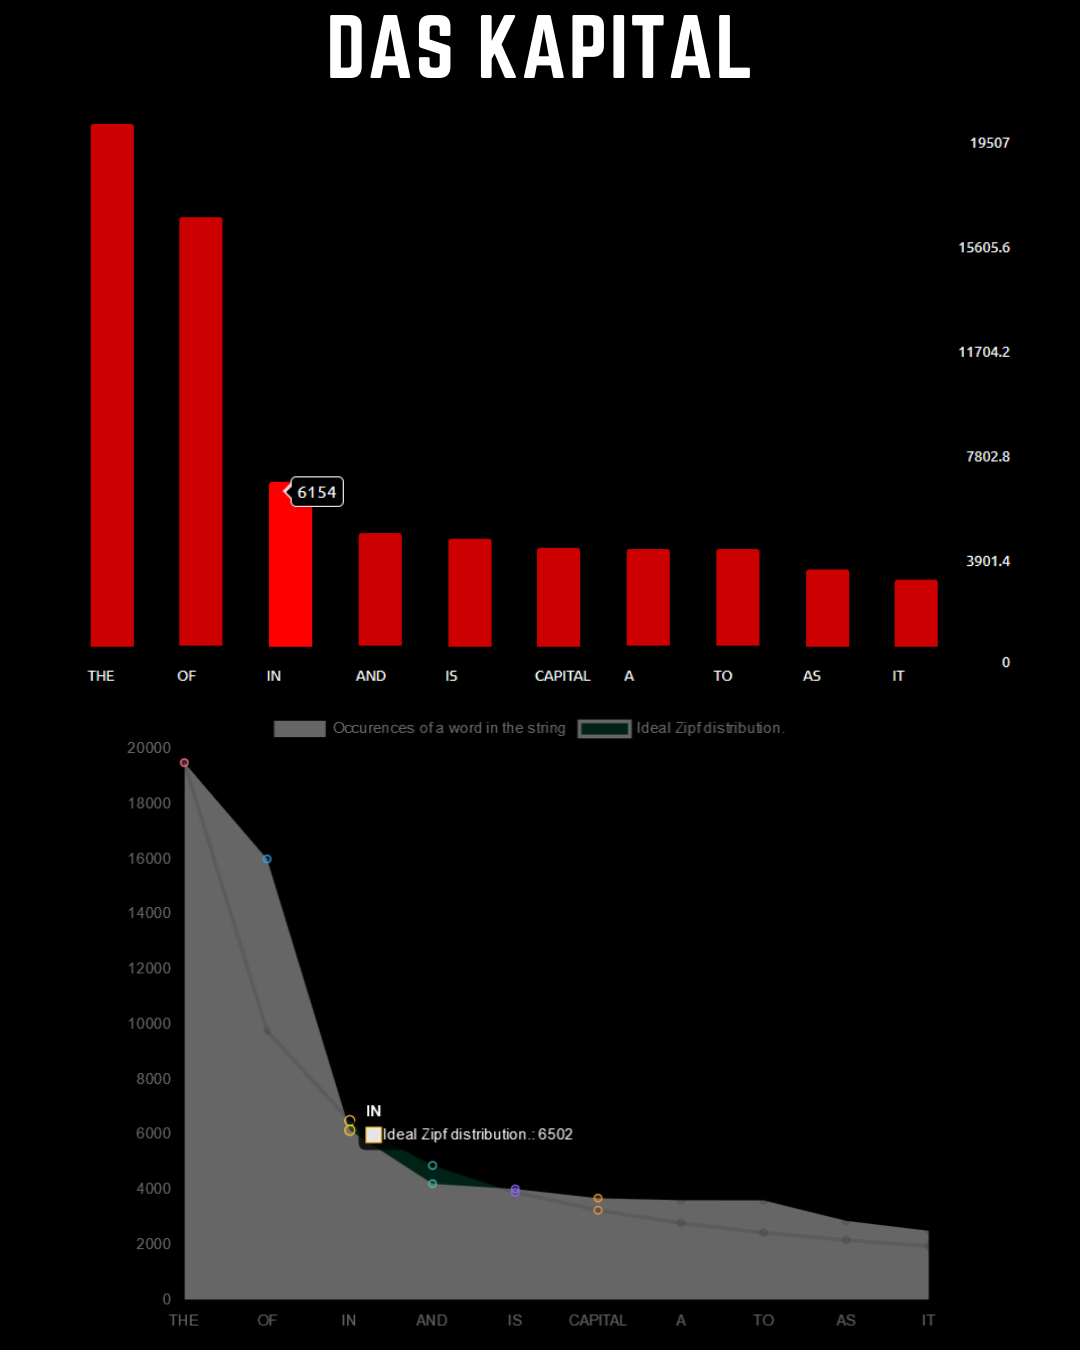 DAS KAPITAL
19507
15605.6
11704.2
7802.8
6154
3901.4
0
THE OF IN AND IS CAPITAL A TO AS IT
Occurences of a word in the string Ideal Zipf distribution.
20000
18000
16000
14000
12000
10000
8000
IN
6000 Ideal Zipf distribution.: 6502
4000
2000
0
THE OF IN AND IS CAPITAL A TO AS IT